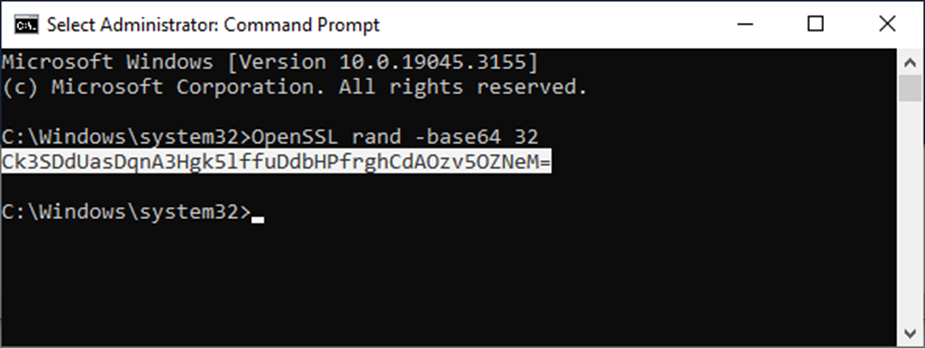 Select Administrator: Command Prompt
Microsoft Windows [Version 10.0.19045.3155]
(c) Microsoft Corporation. All rights reserved.
C:\Windows\system32>OpenSSL rand -base64 32
Ck3SDdUasDqnA3Hgk5lffuDdbHPfrghCdAOzv5OZNeM=
C:\Windows\system32>